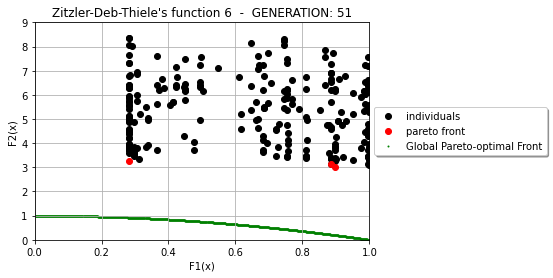 Zitzler-Deb-Thiele's function 6 - GENERATION: 51
9
8
7
6
5
4
3
2
1
0
F2(x)
0.0 0.2 0.4 0.6 0.8 1.0
F1(x)
individuals
pareto front
Global Pareto-optimal Front